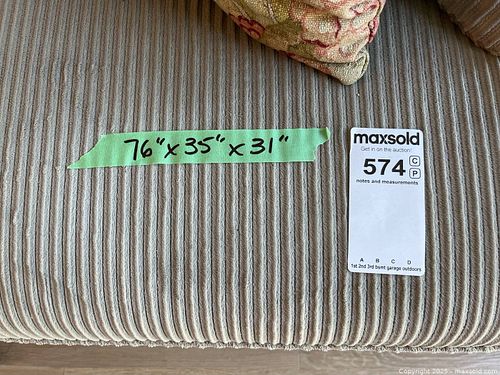 76" x 35" x 31"
maxsold
Get in on the auction!
574 C
P
notes and measurements
A B C D
1st 2nd 3rd bsmt garage outdoors
© Copyright 2025 - maxsold.com